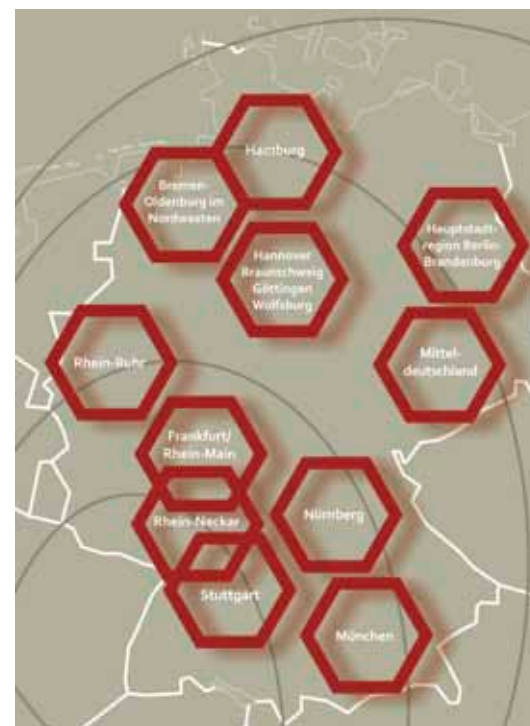 Hamburg
Bremen-
Oldenburg im
Nordwesten
Hauptstadt-
region Berlin-
Brandenburg
Hannover
Braunschweig
Göttingen
Wolfsburg
Rhein-Ruhr
Mittel-
deutschland
Frankfurt/
Rhein-Main
Rhein-Neckar
Nürnberg
Stuttgart
München